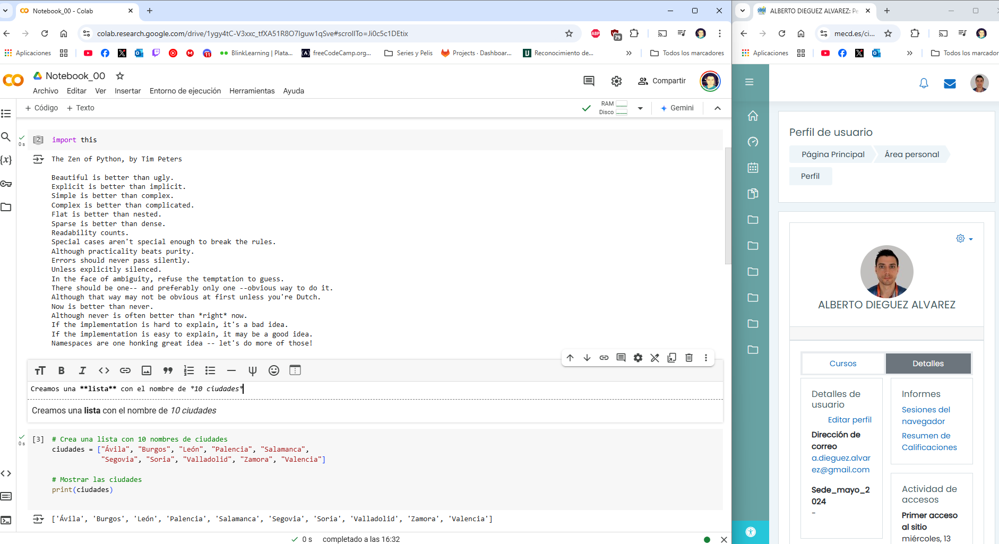 Notebook_00 - Colab
colab.research.google.com/drive/1ygy4tC-V3xxc_tfXA51R8O7Iguw1qSve#scrollTo=Ji0c5c1DEtix
ABP
79
Aplicaciones
11
BlinkLearning | Plata...
freeCodeCamp.org...
Series y Pelis
Projects · Dashboar...
Reconocimiento de...
Todos los marcadores
Notebook_00
Compartir
Archivo
Editar
Ver
Insertar
Entorno de ejecución
Herramientas
Ayuda
+ Código
+ Texto
RAM
Disco
Gemini
0 s
[2]
import this
The Zen of Python, by Tim Peters
Beautiful is better than ugly.
Explicit is better than implicit.
Simple is better than complex.
Complex is better than complicated.
Flat is better than nested.
Sparse is better than dense.
Readability counts.
Special cases aren't special enough to break the rules.
Although practicality beats purity.
Errors should never pass silently.
Unless explicitly silenced.
In the face of ambiguity, refuse the temptation to guess.
There should be one-- and preferably only one --obvious way to do it.
Although that way may not be obvious at first unless you're Dutch.
Now is better than never.
Although never is often better than *right* now.
If the implementation is hard to explain, it's a bad idea.
If the implementation is easy to explain, it may be a good idea.
Namespaces are one honking great idea -- let's do more of those!
Creamos una **lista** con el nombre de *10 ciudades*
Creamos una lista con el nombre de 10 ciudades
0 s
[3]
# Crea una lista con 10 nombres de ciudades
ciudades = ["Ávila", "Burgos", "León", "Palencia", "Salamanca",
"Segovia", "Soria", "Valladolid", "Zamora", "Valencia"]
# Mostrar las ciudades
print(ciudades)
['Ávila', 'Burgos', 'León', 'Palencia', 'Salamanca', 'Segovia', 'Soria', 'Valladolid', 'Zamora', 'Valencia']
0 s
completado a las 16:32
ALBERTO DIEGUEZ ALVAREZ: Pe
mecd.es/ci...
Aplicaciones
Todos los marcador
Perfil de usuario
Página Principal
Área personal
Perfil
ALBERTO DIEGUEZ ALVAREZ
Cursos
Detalles
Detalles de
usuario
Editar perfil
Dirección de
correo
a.dieguez.alvar
ez@gmail.com
Sede_mayo_2
024
-
Informes
Sesiones del
navegador
Resumen de
Calificaciones
Actividad de
accesos
Primer acceso
al sitio
miércoles, 13